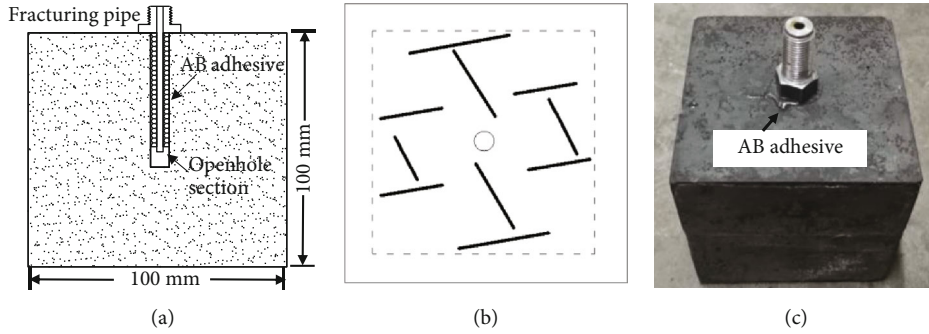 Fracturing pipe
AB adhesive
Openhole
section
100 mm
100 mm
(a)
(b)
AB adhesive
(c)